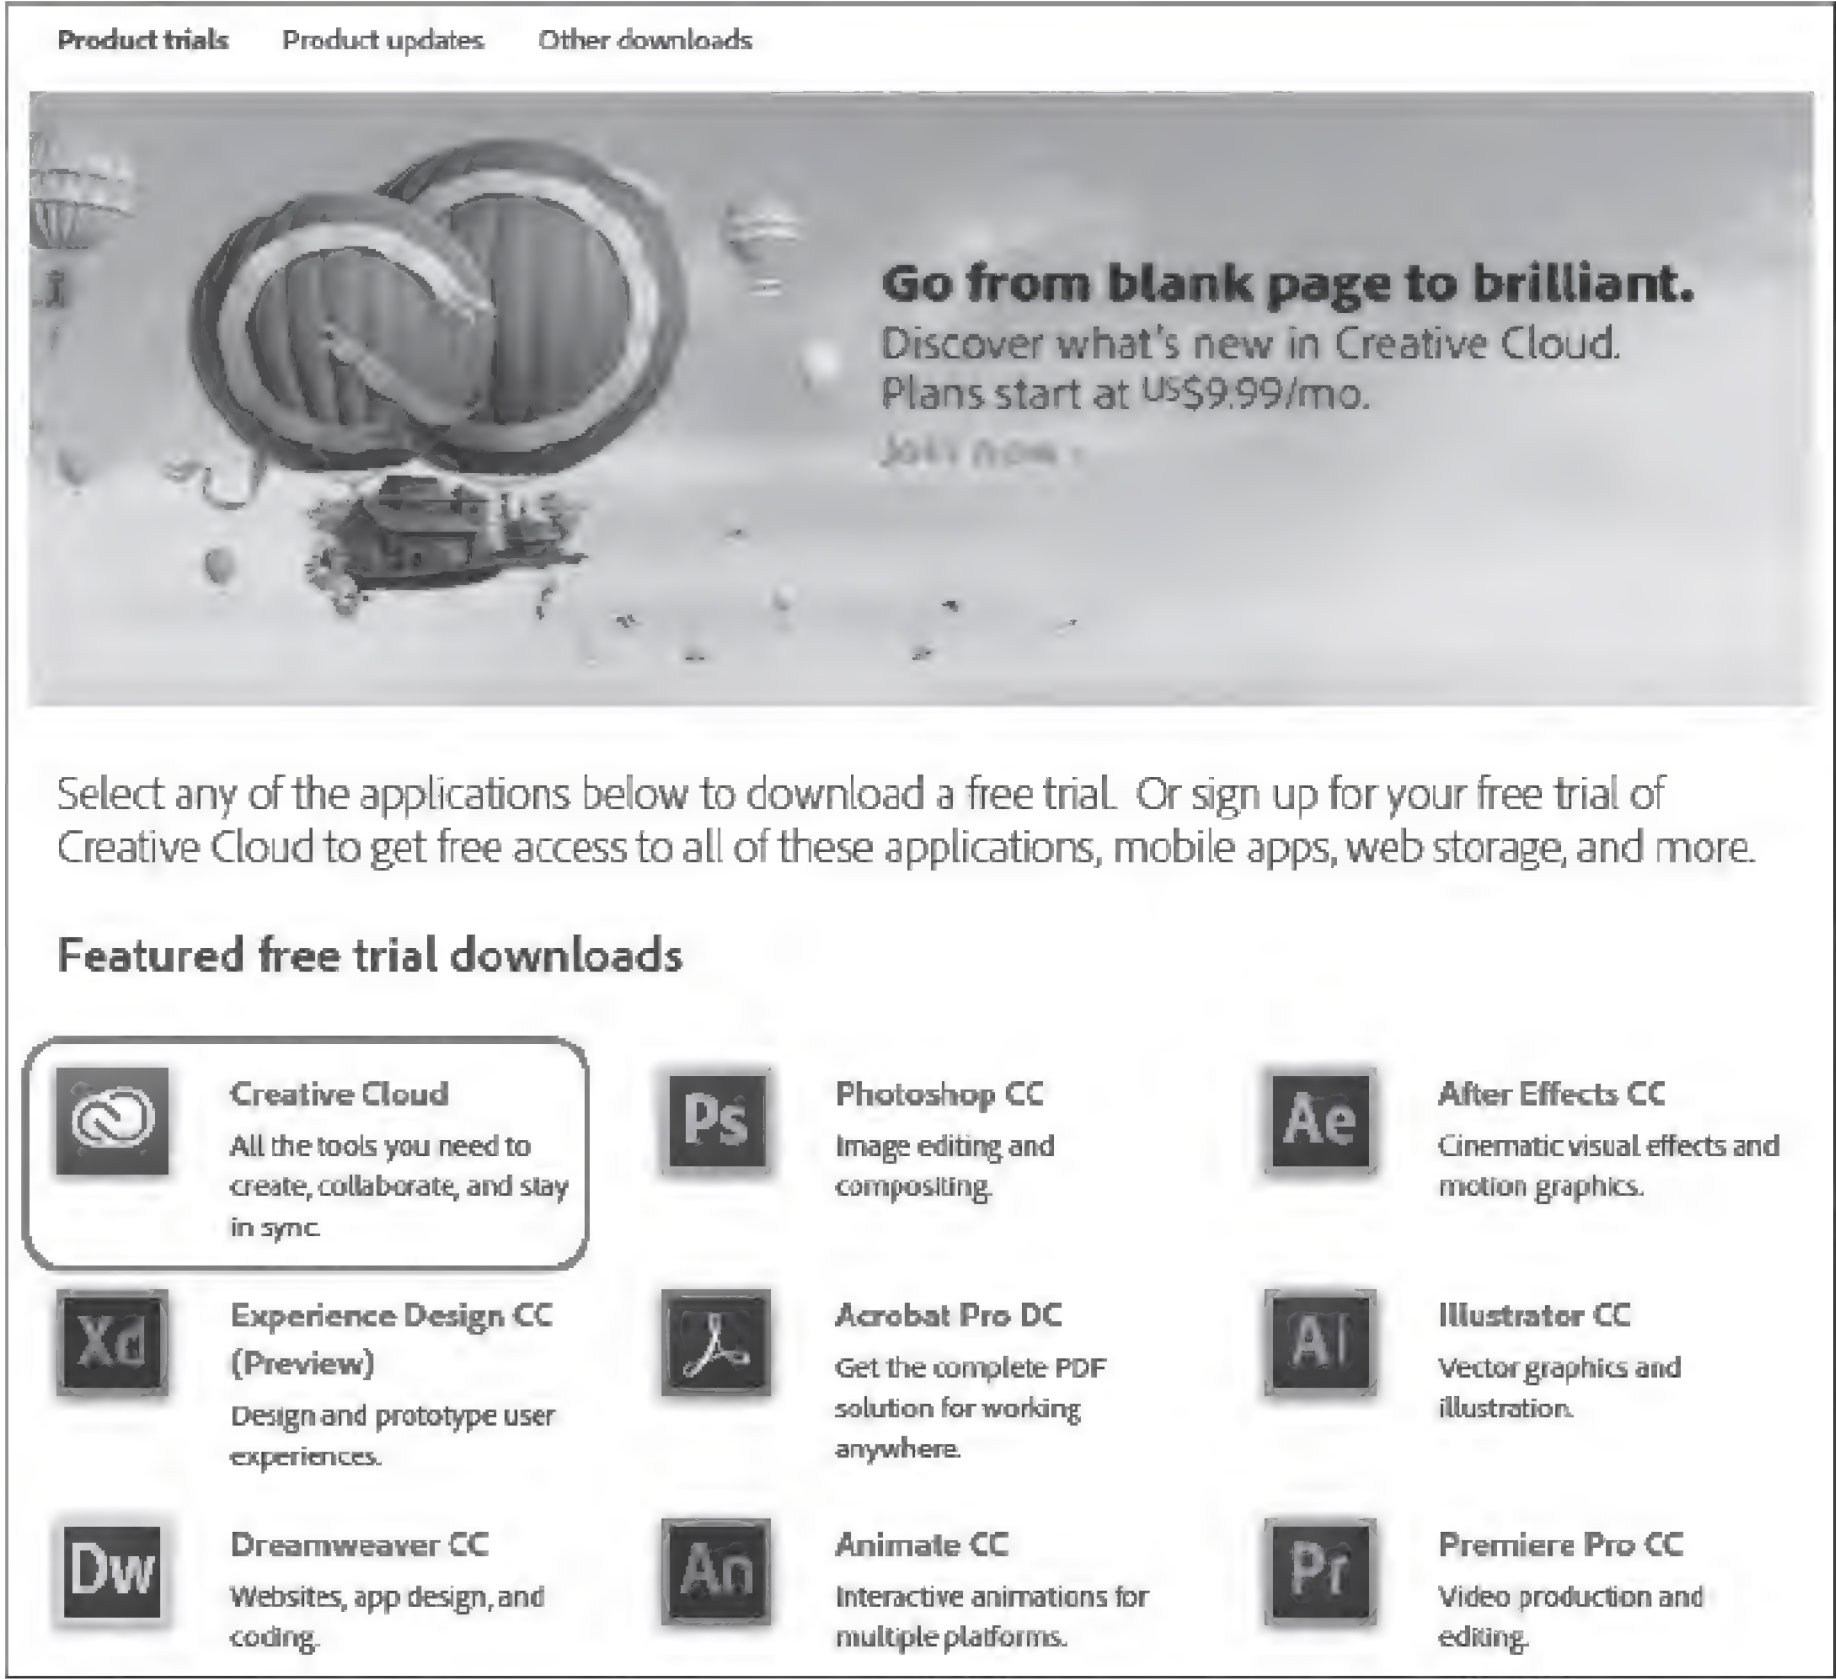 Product trials Product updates Other downloads
Go from blank page to brilliant.
Discover what's new in Creative Cloud.
Plans start at US$9.99/mo.
Join now ›
Select any of the applications below to download a free trial. Or sign up for your free trial of
Creative Cloud to get free access to all of these applications, mobile apps, web storage, and more.
Featured free trial downloads
Creative Cloud
All the tools you need to
create, collaborate, and stay
in sync.
Ps
Photoshop CC
Image editing and
compositing.
Ae
After Effects CC
Cinematic visual effects and
motion graphics.
Xd
Experience Design CC
(Preview)
Design and prototype user
experiences.
Acrobat Pro DC
Get the complete PDF
solution for working
anywhere.
Ai
Illustrator CC
Vector graphics and
illustration.
Dw
Dreamweaver CC
Websites, app design, and
coding.
An
Animate CC
Interactive animations for
multiple platforms.
Pr
Premiere Pro CC
Video production and
editing.